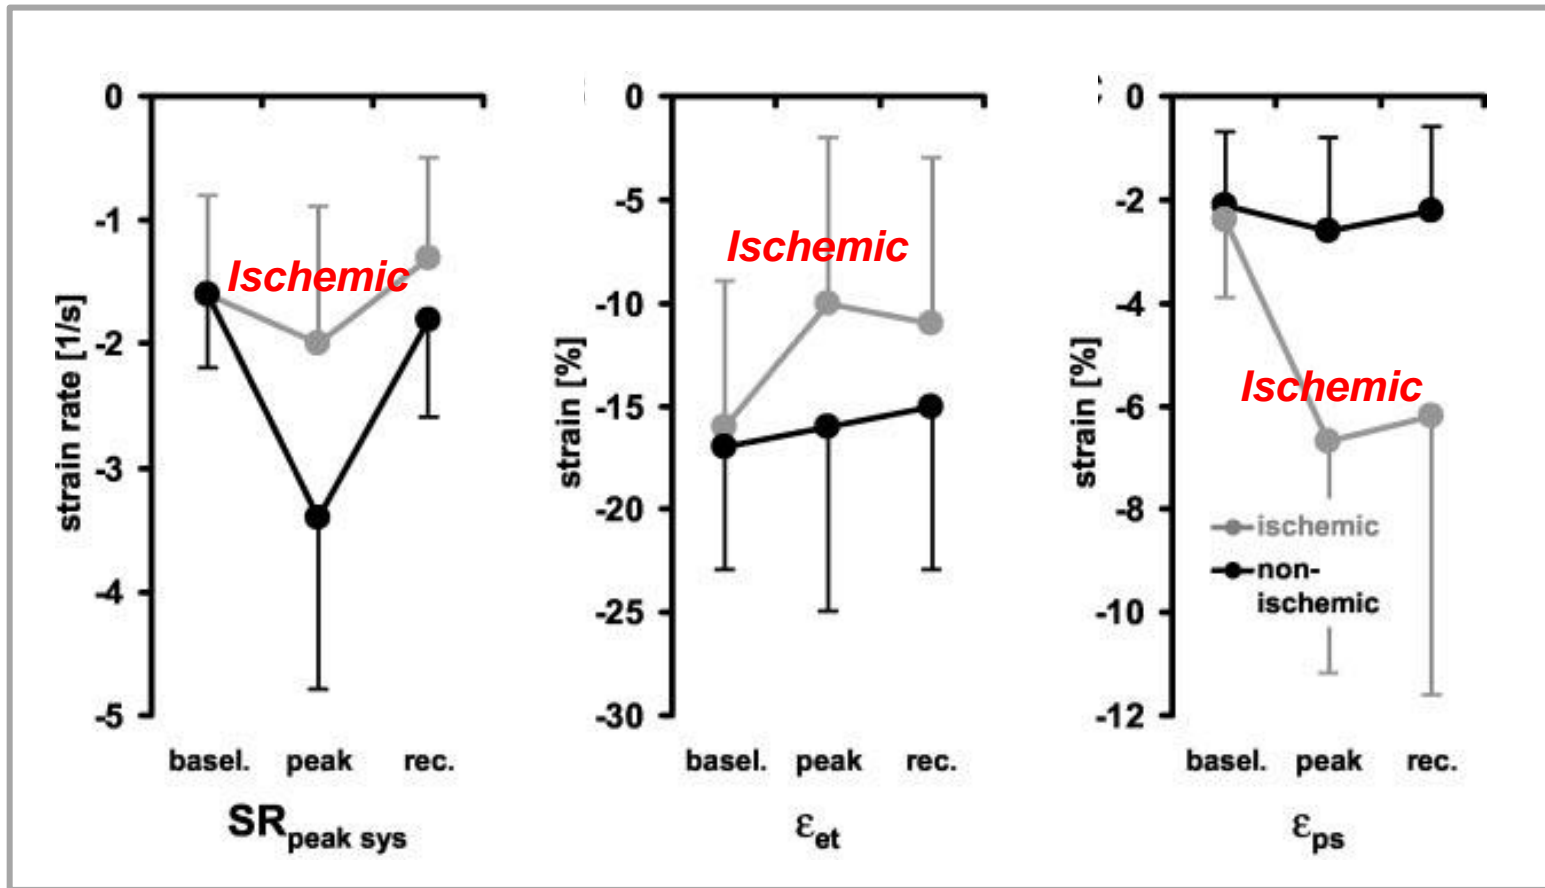 0
-1
-2
-3
-4
-5
strain rate [1/s]
Ischemic
basel. peak rec.
SRpeak sys
0
-5
-10
-15
-20
-25
-30
strain [%]
Ischemic
basel. peak rec.
εet
0
-2
-4
-6
-8
-10
-12
strain [%]
Ischemic
ischemic
non-
ischemic
basel. peak rec.
εps